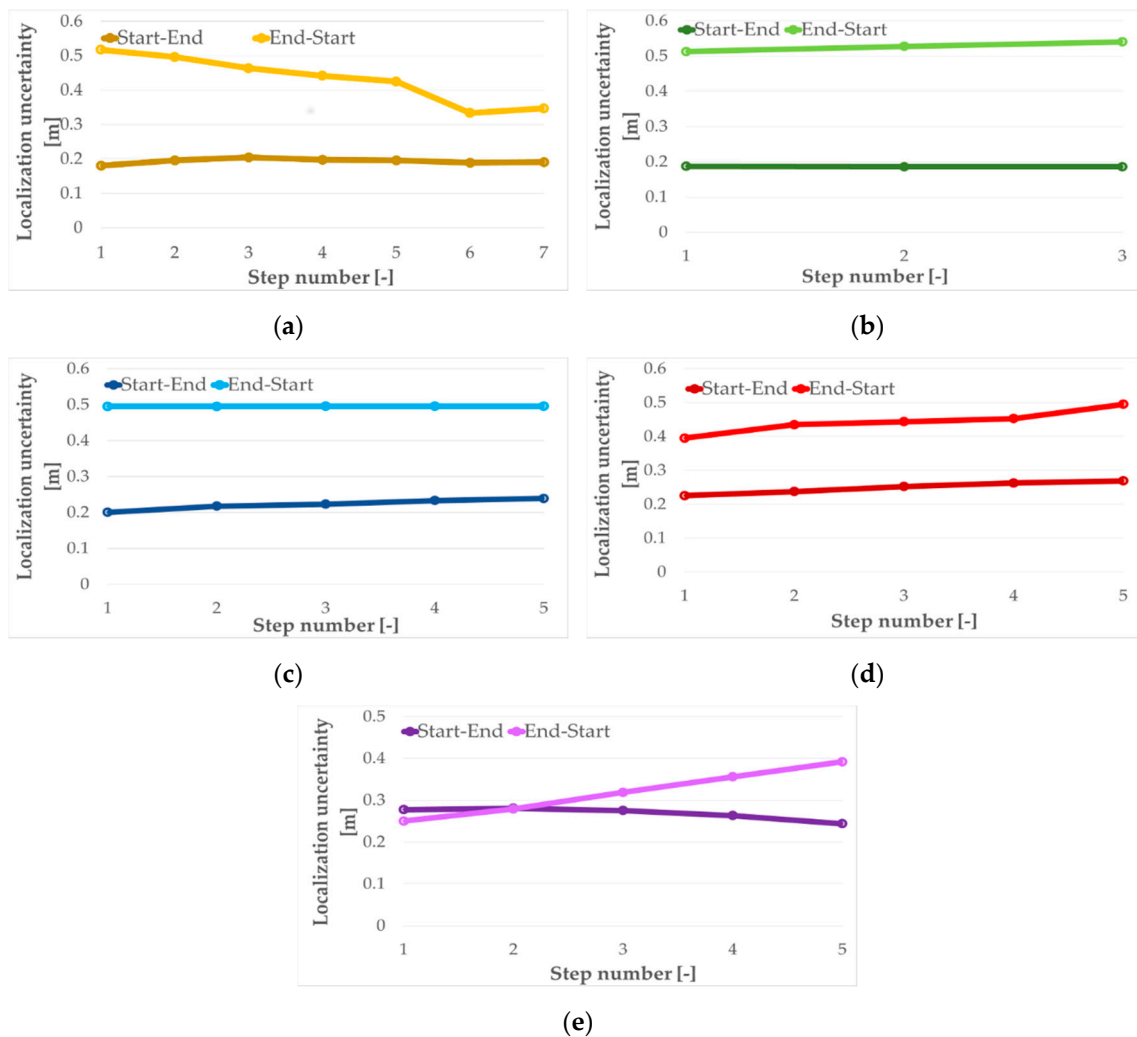 0.6
0.5
0.4
0.3
0.2
0.1
0
Localization uncertainty
[m]
Start-End End-Start
1 2 3 4 5 6 7
Step number [-]
(a)
0.6
0.5
0.4
0.3
0.2
0.1
0
Localization uncertainty
[m]
Start-End End-Start
1 2 3
Step number [-]
(b)
0.6
0.5
0.4
0.3
0.2
0.1
0
Localization uncertainty
[m]
Start-End End-Start
1 2 3 4 5
Step number [-]
(c)
0.6
0.5
0.4
0.3
0.2
0.1
0
Localization uncertainty
[m]
Start-End End-Start
1 2 3 4 5
Step number [-]
(d)
0.5
0.4
0.3
0.2
0.1
0
Localization uncertainty
[m]
Start-End End-Start
1 2 3 4 5
Step number [-]
(e)